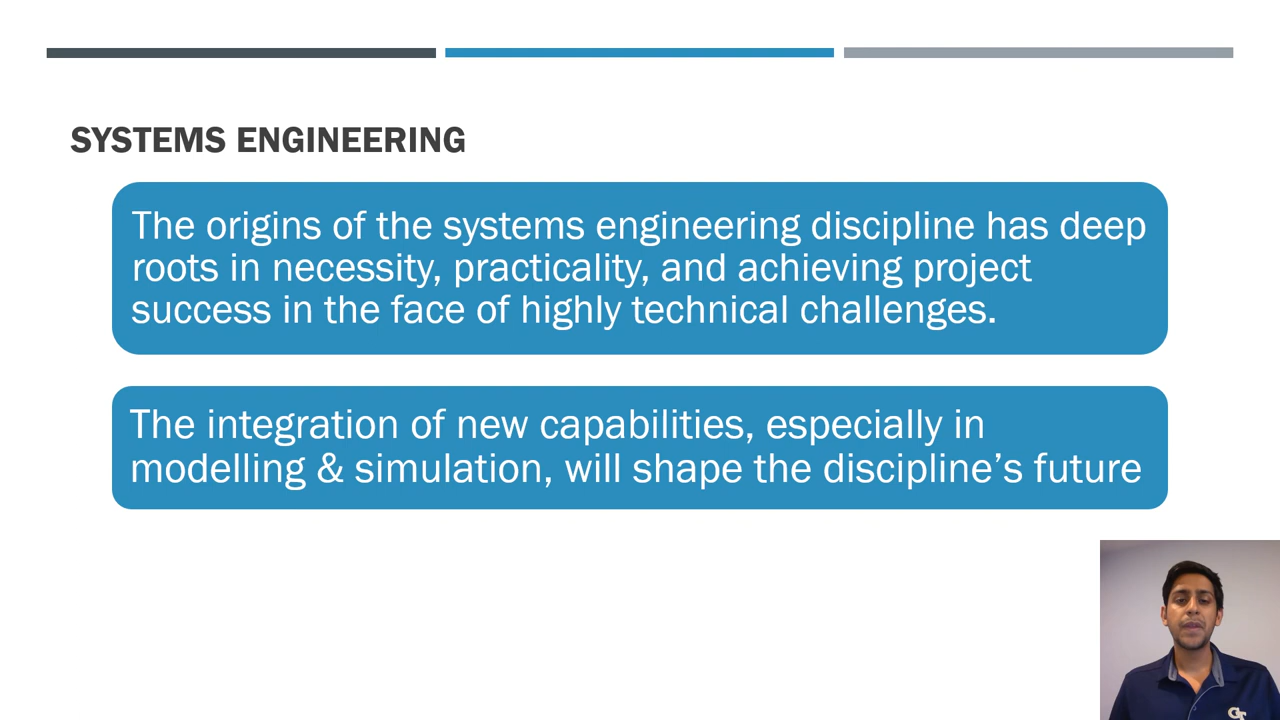 SYSTEMS ENGINEERING
The origins of the systems engineering discipline has deep
roots in necessity, practicality, and achieving project
success in the face of highly technical challenges.
The integration of new capabilities, especially in
modelling & simulation, will shape the discipline’s future
GT